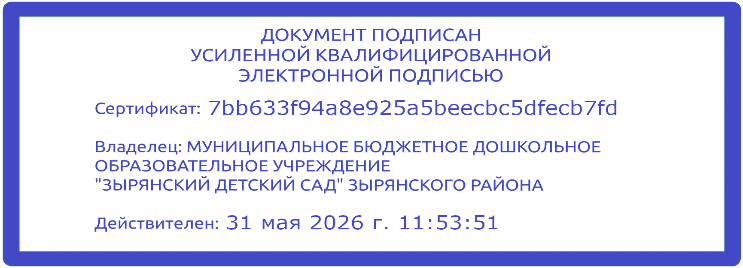 ДОКУМЕНТ ПОДПИСАН
УСИЛЕННОЙ КВАЛИФИЦИРОВАННОЙ
ЭЛЕКТРОННОЙ ПОДПИСЬЮ
Сертификат: 7bb633f94a8e925a5beecbc5dfecb7fd
Владелец: МУНИЦИПАЛЬНОЕ БЮДЖЕТНОЕ ДОШКОЛЬНОЕ
ОБРАЗОВАТЕЛЬНОЕ УЧРЕЖДЕНИЕ
"ЗЫРЯНСКИЙ ДЕТСКИЙ САД" ЗЫРЯНСКОГО РАЙОНА
Действителен: 31 мая 2026 г. 11:53:51